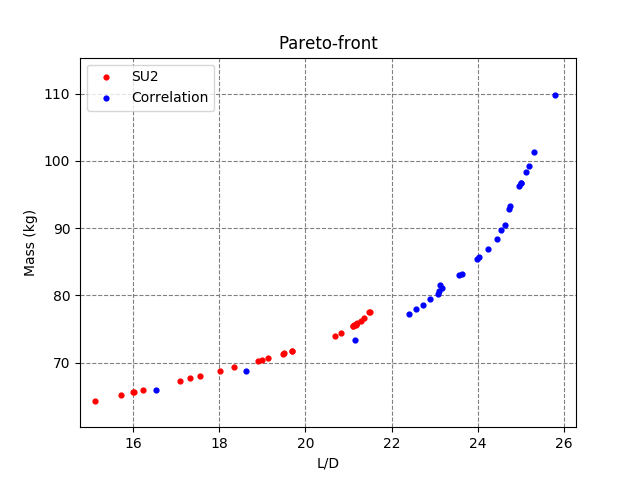 Pareto-front
SU2
Correlation
Mass (kg)
110
100
90
80
70
16 18 20 22 24 26
L/D